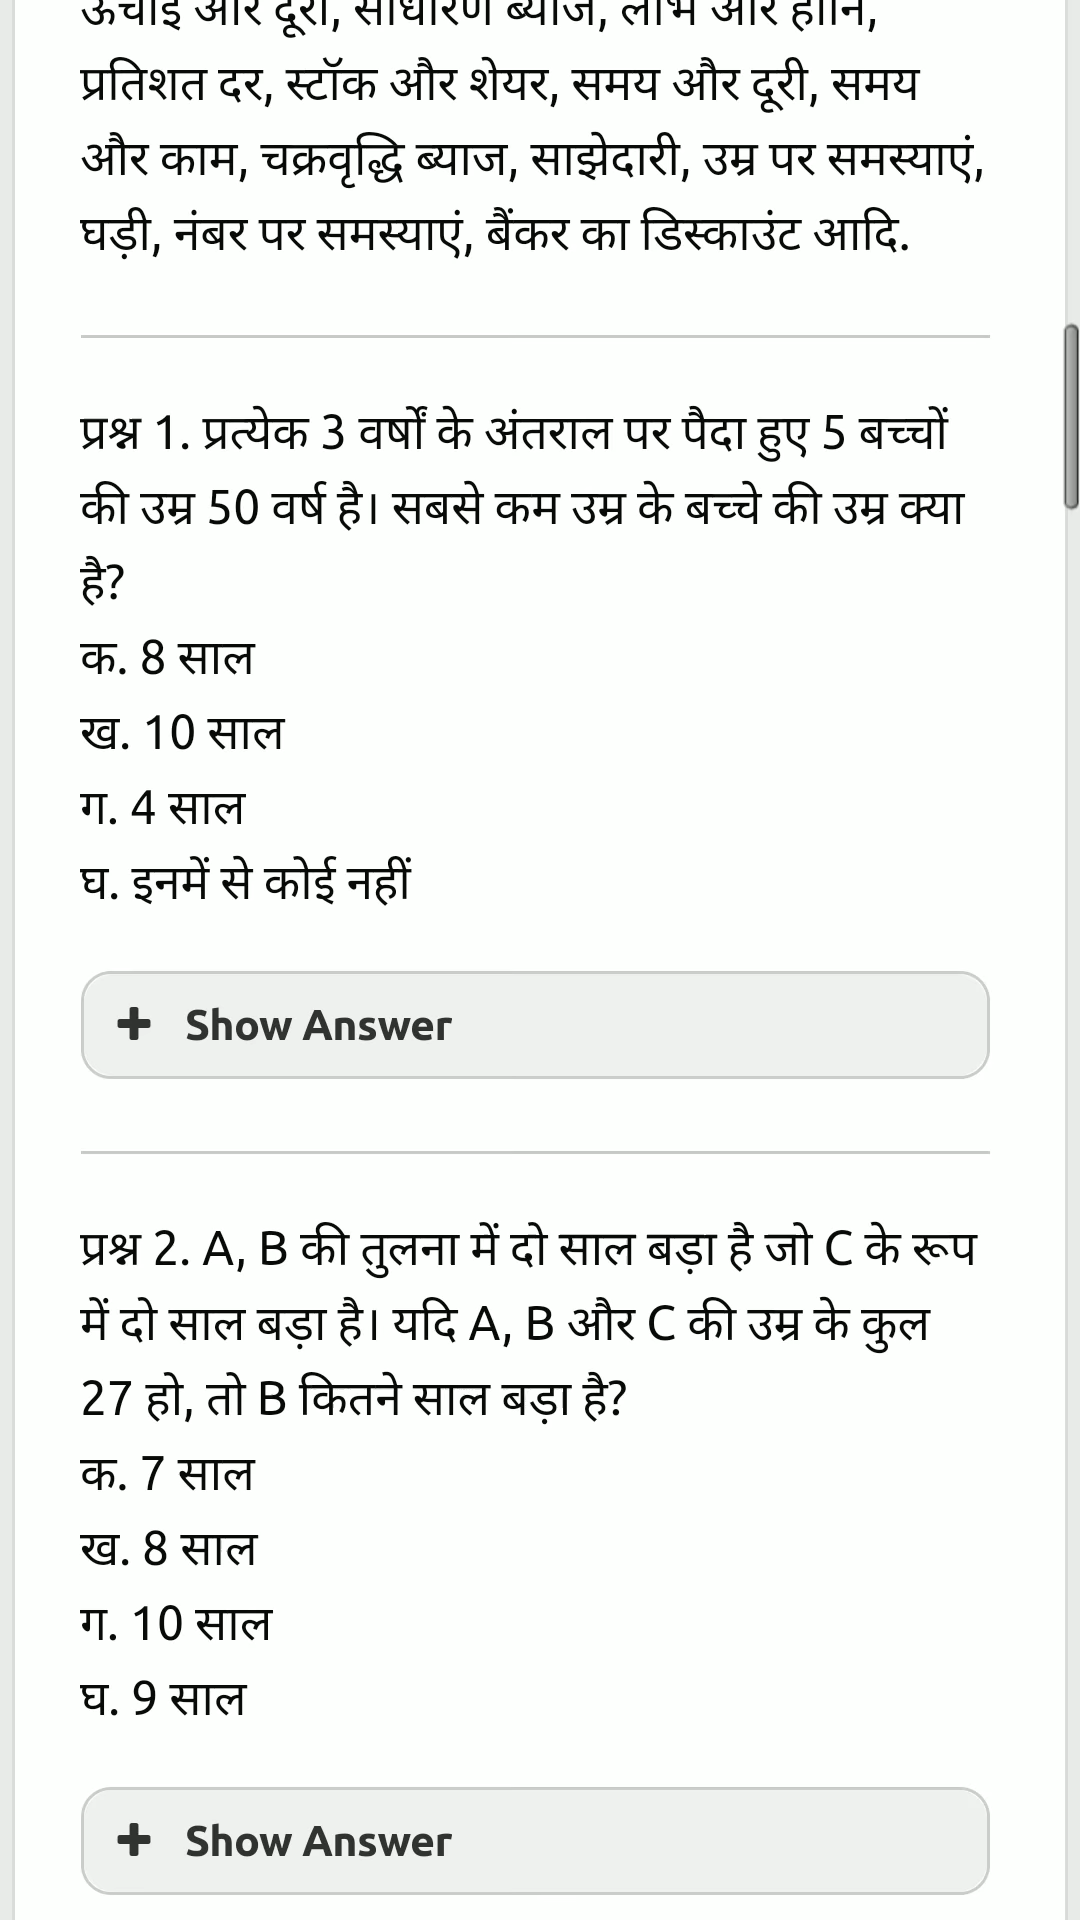 ऊंचाई और दूरी, साधारण ब्याज, लाभ और हानि,
प्रतिशत दर, स्टॉक और शेयर, समय और दूरी, समय
और काम, चक्रवृद्धि ब्याज, साझेदारी, उम्र पर समस्याएं,
घड़ी, नंबर पर समस्याएं, बैंकर का डिस्काउंट आदि.
प्रश्न 1. प्रत्येक 3 वर्षों के अंतराल पर पैदा हुए 5 बच्चों
की उम्र 50 वर्ष है। सबसे कम उम्र के बच्चे की उम्र क्या
है?
क. 8 साल
ख. 10 साल
ग. 4 साल
घ. इनमें से कोई नहीं
Show Answer
प्रश्न 2. A, B की तुलना में दो साल बड़ा है जो C के रूप
में दो साल बड़ा है। यदि A, B और C की उम्र के कुल
27 हो, तो B कितने साल बड़ा है?
क. 7 साल
ख. 8 साल
ग. 10 साल
घ. 9 साल
Show Answer